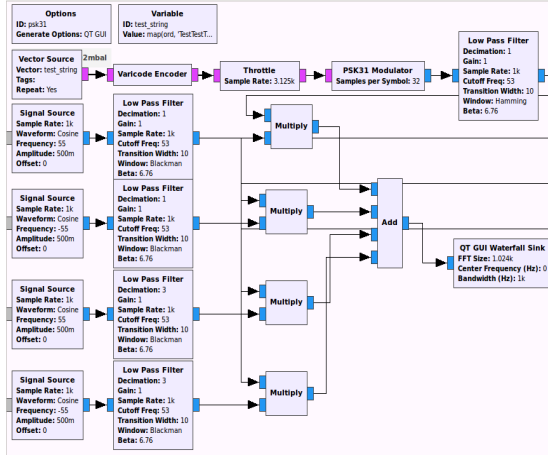 Options
ID: psk31
Generate Options: QT GUI
Variable
ID: test_string
Value: map(ord, 'TestTestT...
Vector Source
Vector: test_string
Tags:
Repeat: Yes
2mbal
Varicode Encoder
Throttle
Sample Rate: 3.125k
PSK31 Modulator
Samples per Symbol: 32
Low Pass Filter
Decimation: 1
Gain: 1
Sample Rate: 1k
Cutoff Freq: 53
Transition Width: 10
Window: Hamming
Beta: 6.76
Signal Source
Sample Rate: 1k
Waveform: Cosine
Frequency: 55
Amplitude: 500m
Offset: 0
Low Pass Filter
Decimation: 1
Gain: 1
Sample Rate: 1k
Cutoff Freq: 53
Transition Width: 10
Window: Blackman
Beta: 6.76
Multiply
Signal Source
Sample Rate: 1k
Waveform: Cosine
Frequency: -55
Amplitude: 500m
Offset: 0
Low Pass Filter
Decimation: 1
Gain: 1
Sample Rate: 1k
Cutoff Freq: 53
Transition Width: 10
Window: Blackman
Beta: 6.76
Multiply
Add
QT GUI Waterfall Sink
FFT Size: 1.024k
Center Frequency (Hz): 0
Bandwidth (Hz): 1k
Signal Source
Sample Rate: 1k
Waveform: Cosine
Frequency: 55
Amplitude: 500m
Offset: 0
Low Pass Filter
Decimation: 3
Gain: 1
Sample Rate: 1k
Cutoff Freq: 53
Transition Width: 10
Window: Blackman
Beta: 6.76
Multiply
Signal Source
Sample Rate: 1k
Waveform: Cosine
Frequency: -55
Amplitude: 500m
Offset: 0
Low Pass Filter
Decimation: 3
Gain: 1
Sample Rate: 1k
Cutoff Freq: 53
Transition Width: 10
Window: Blackman
Beta: 6.76
Multiply